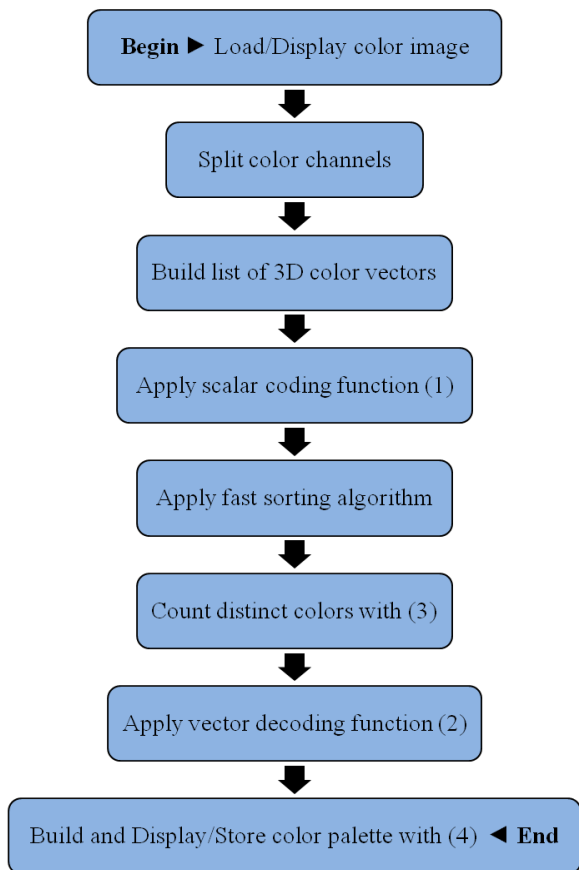 Begin ► Load/Display color image
Split color channels
Build list of 3D color vectors
Apply scalar coding function (1)
Apply fast sorting algorithm
Count distinct colors with (3)
Apply vector decoding function (2)
Build and Display/Store color palette with (4) ◄ End